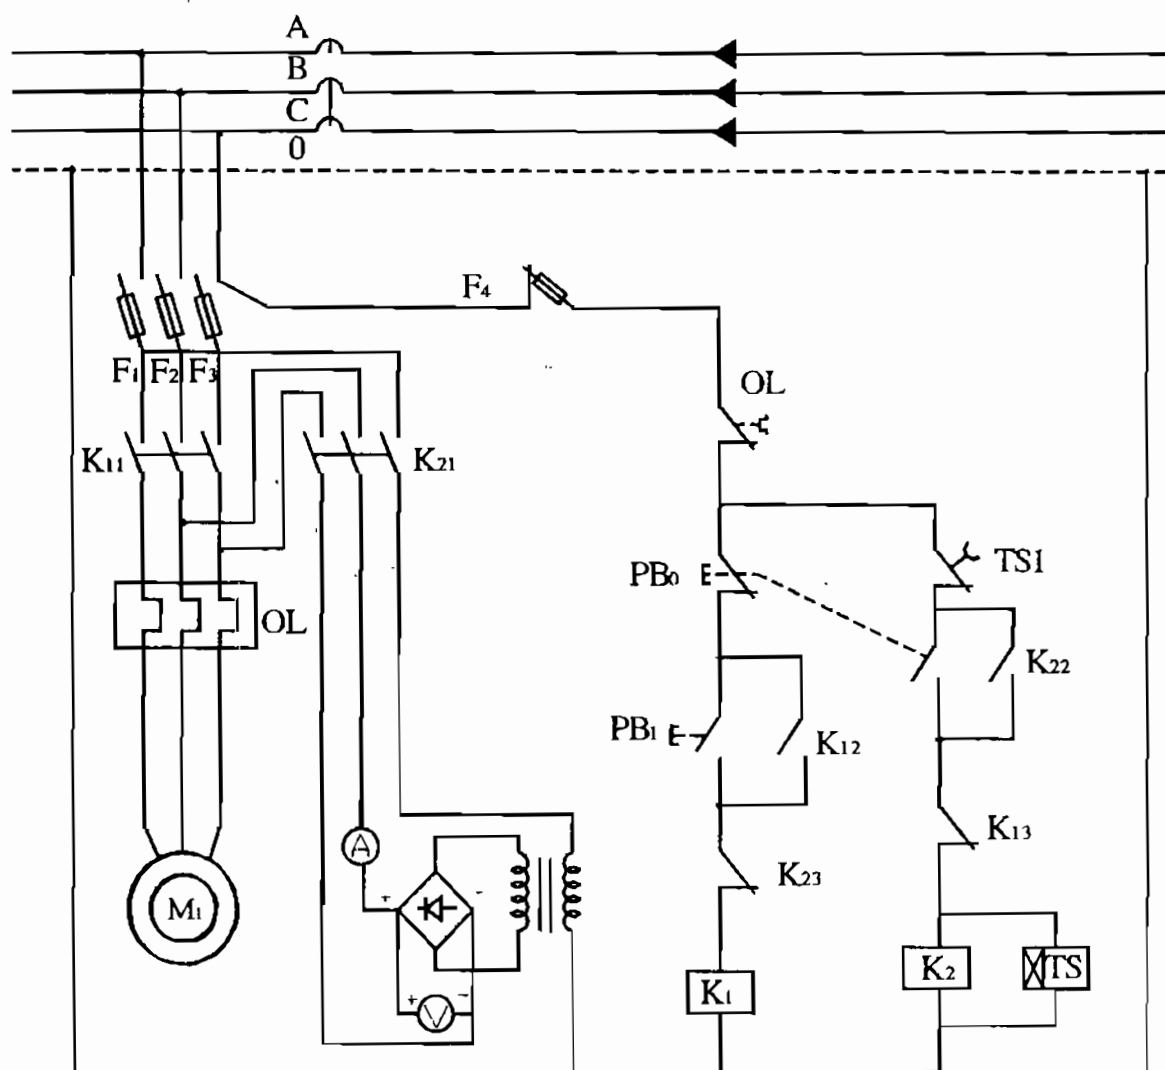 A
B
C
0
F4
F1 F2 F3
OL
K11
K21
PB0
TS1
OL
K22
PB1
K12
A
K13
K23
+ -
M1
K2
TS
K1
+ -
V